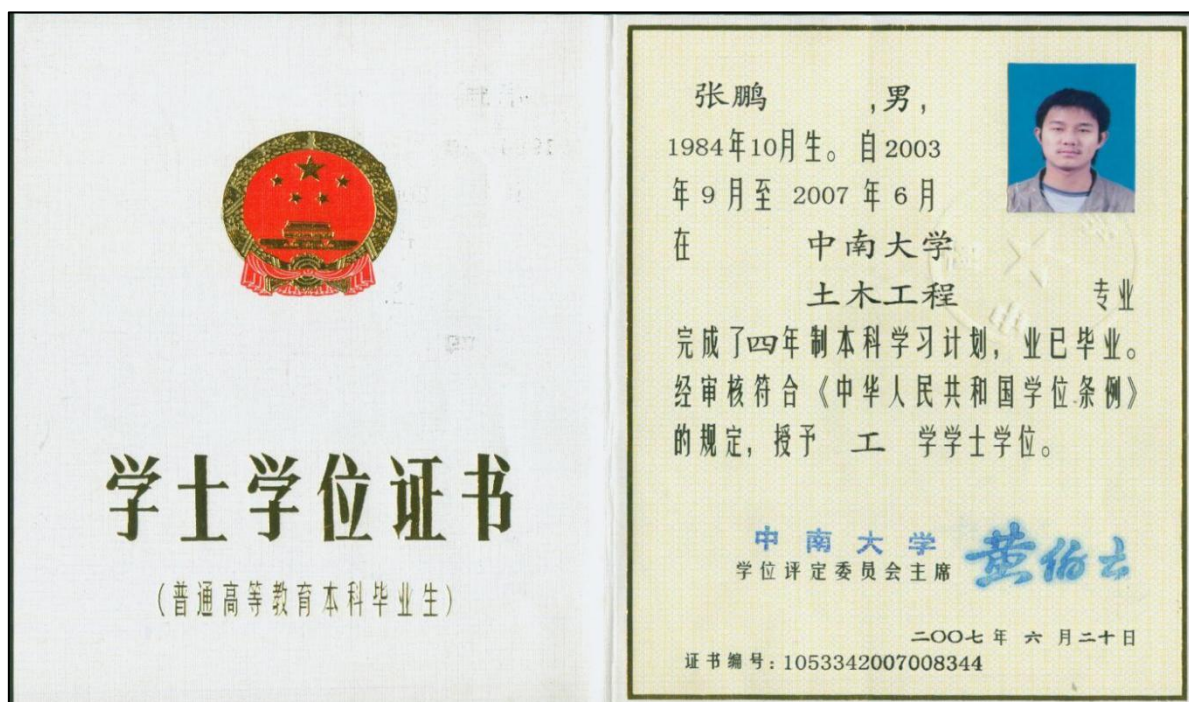 学士学位证书
(普通高等教育本科毕业生)
张鹏 ,男,
1984年10月生。自2003
年9月至 2007 年6月
在 中南大学
土木工程 专业
完成了四年制本科学习计划, 业已毕业。
经审核符合《中华人民共和国学位条例》
的规定, 授予 工 学学士学位。
中南大学
学位评定委员会主席 黄伯云
二〇〇七年 六 月二十日
证书编号:1053342007008344